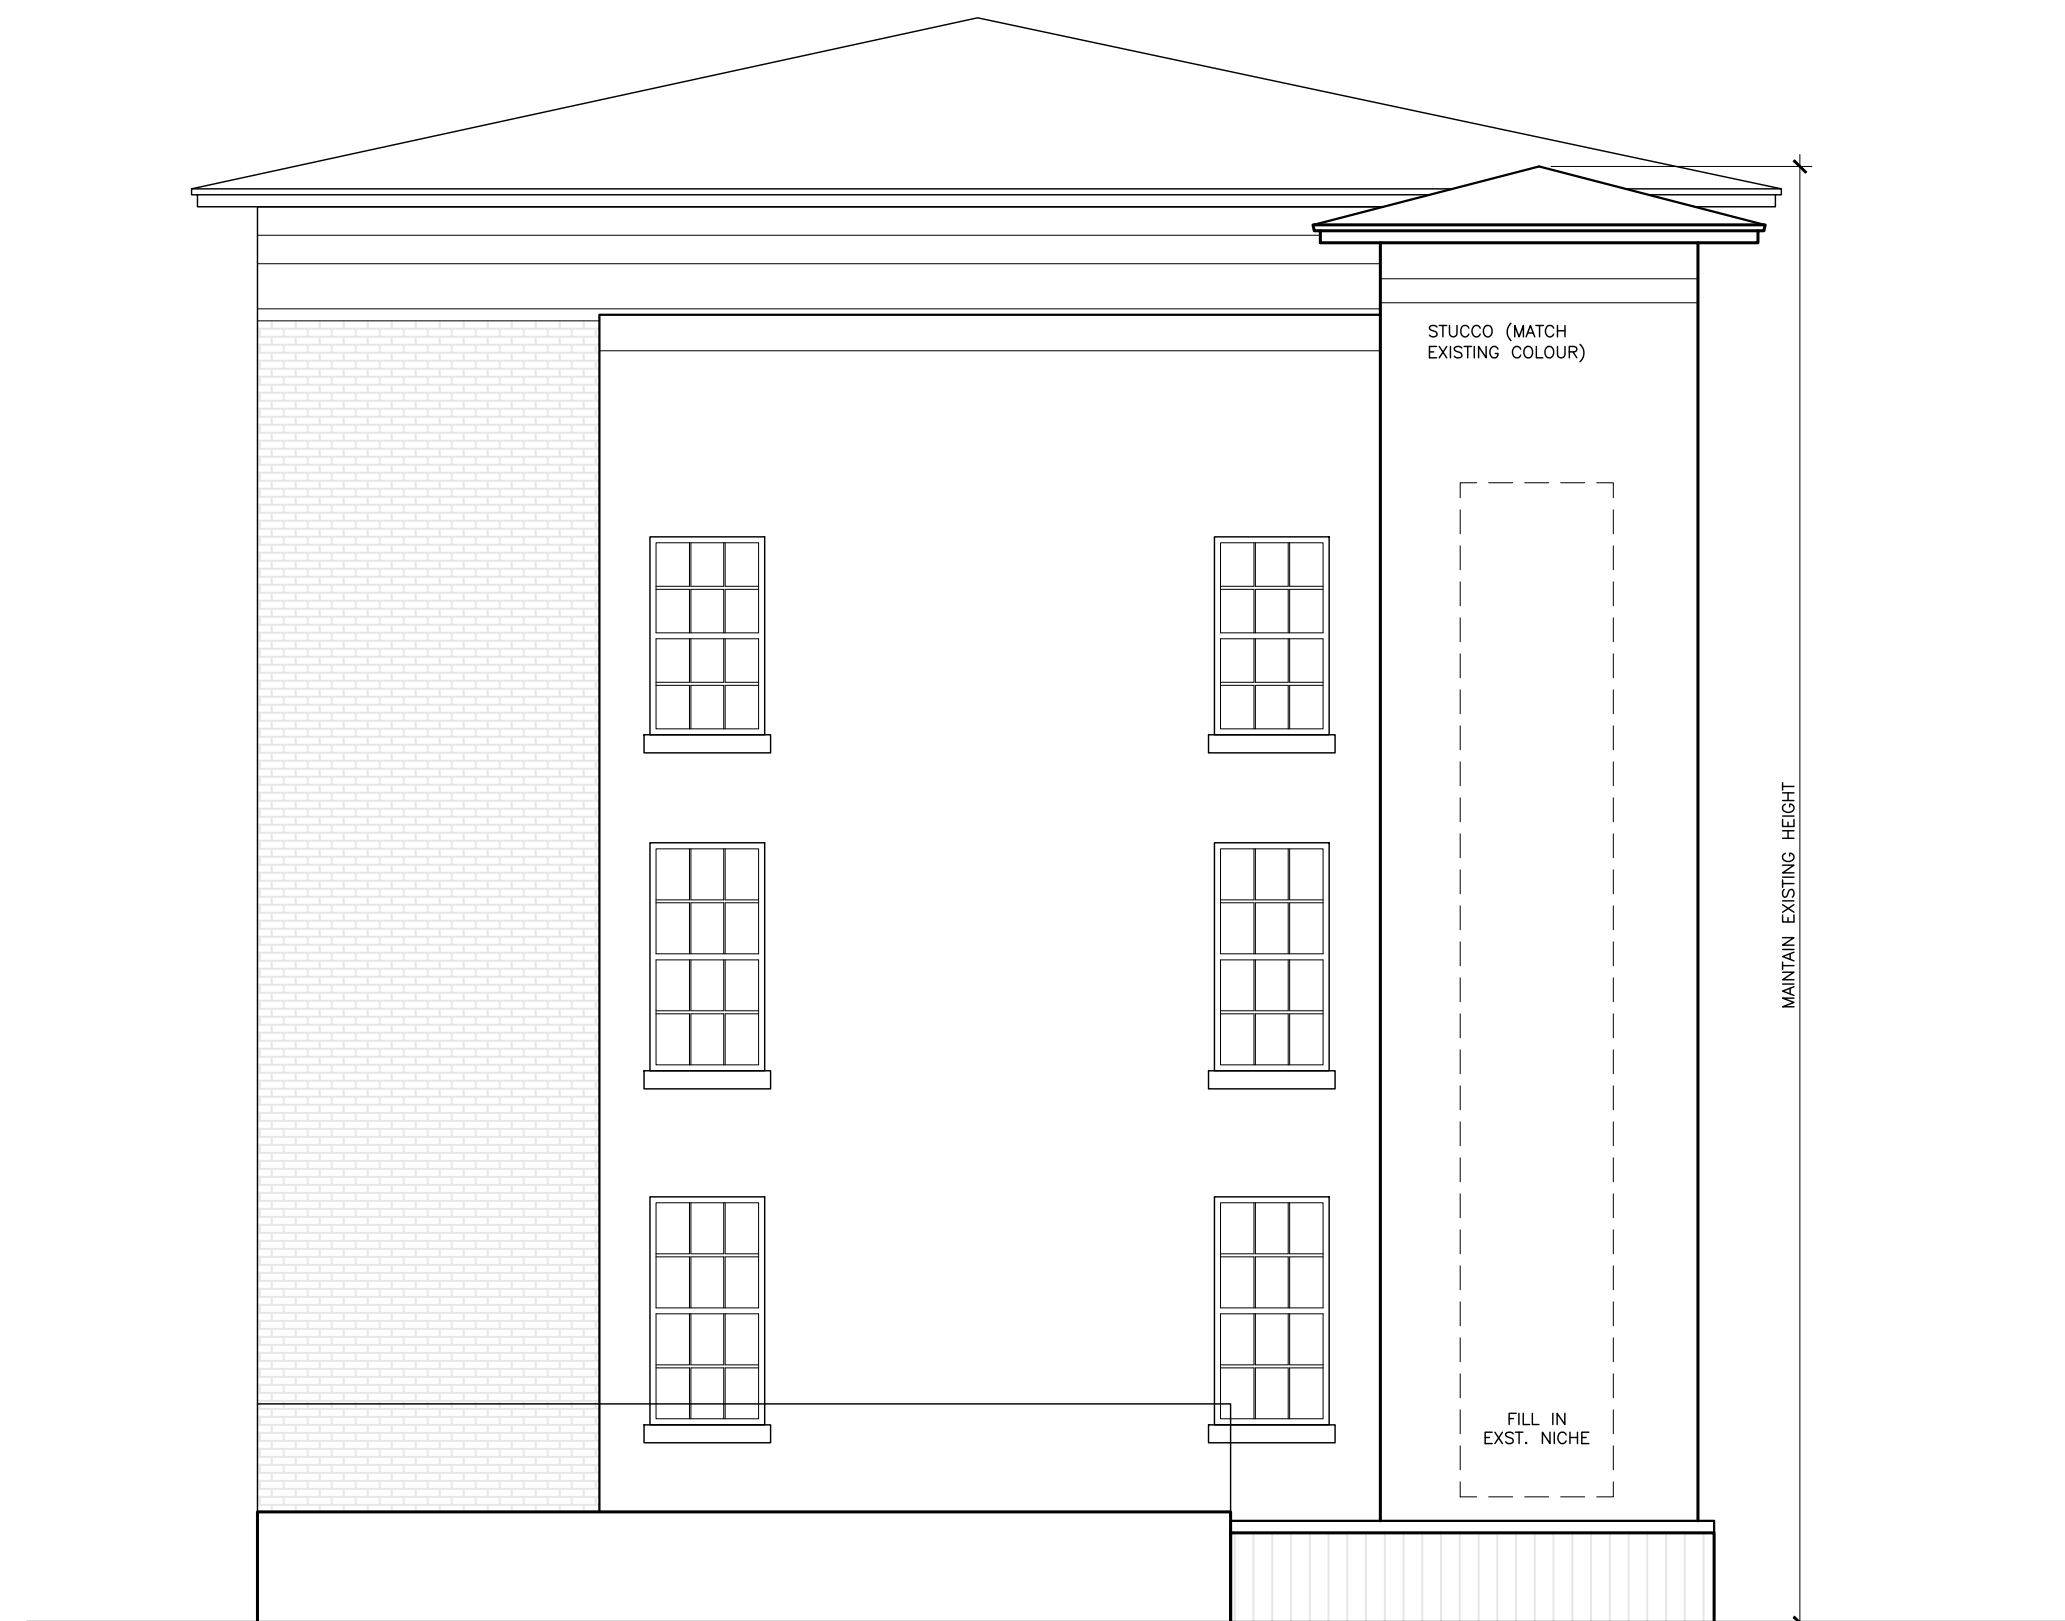 STUCCO (MATCH
EXISTING COLOUR)
MAINTAIN EXISTING HEIGHT
FILL IN
EXST. NICHE